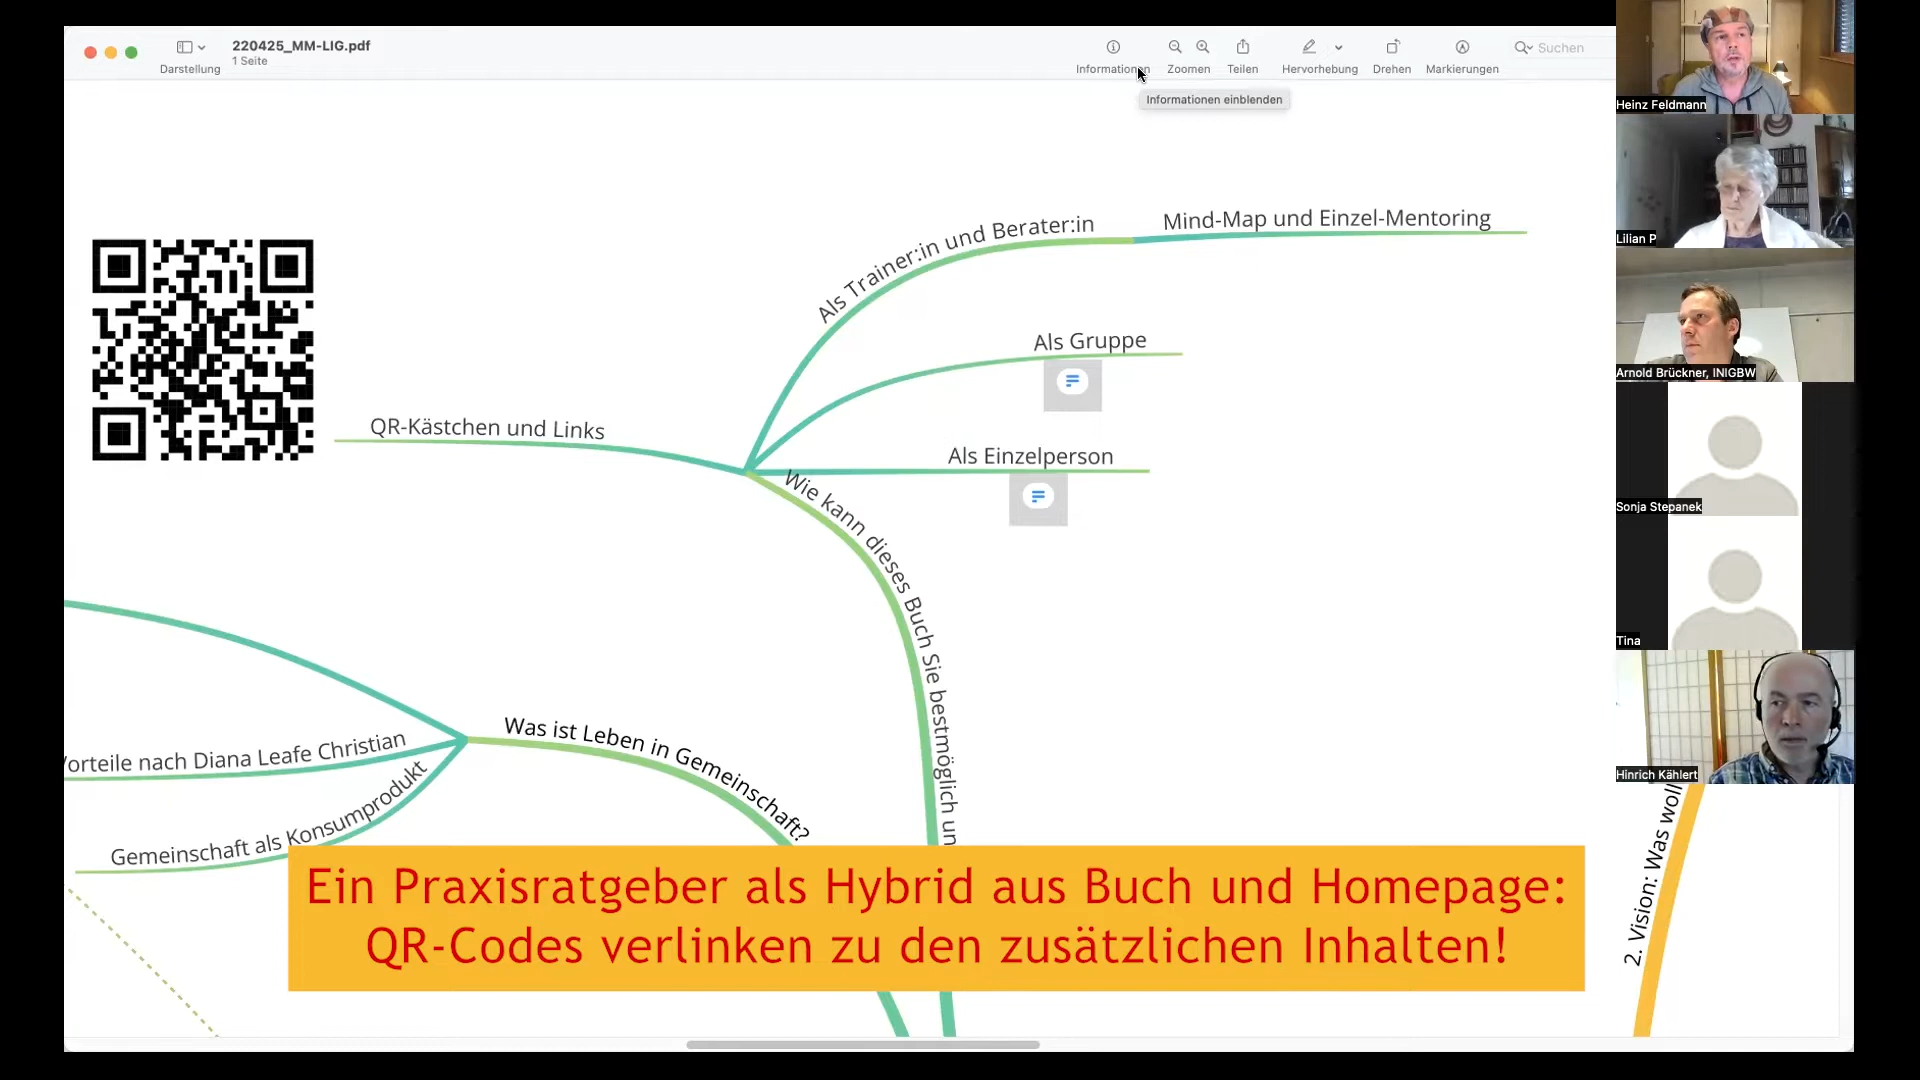 220425_MM-LIG.pdf
1 Seite
Darstellung
Informationen
Zoomen
Teilen
Hervorhebung
Drehen
Markierungen
Suchen
Informationen einblenden
Heinz Feldmann
Lilian P
Arnold Brückner, INIGBW
Sonja Stepanek
Tina
Hinrich Kählert
Als Trainer:in und Berater:in
Mind-Map und Einzel-Mentoring
Als Gruppe
QR-Kästchen und Links
Als Einzelperson
Wie kann dieses Buch Sie bestmöglich un
Was ist Leben in Gemeinschaft?
Vorteile nach Diana Leafe Christian
Gemeinschaft als Konsumprodukt
2. Vision: Was woll
Ein Praxisratgeber als Hybrid aus Buch und Homepage:
QR-Codes verlinken zu den zusätzlichen Inhalten!